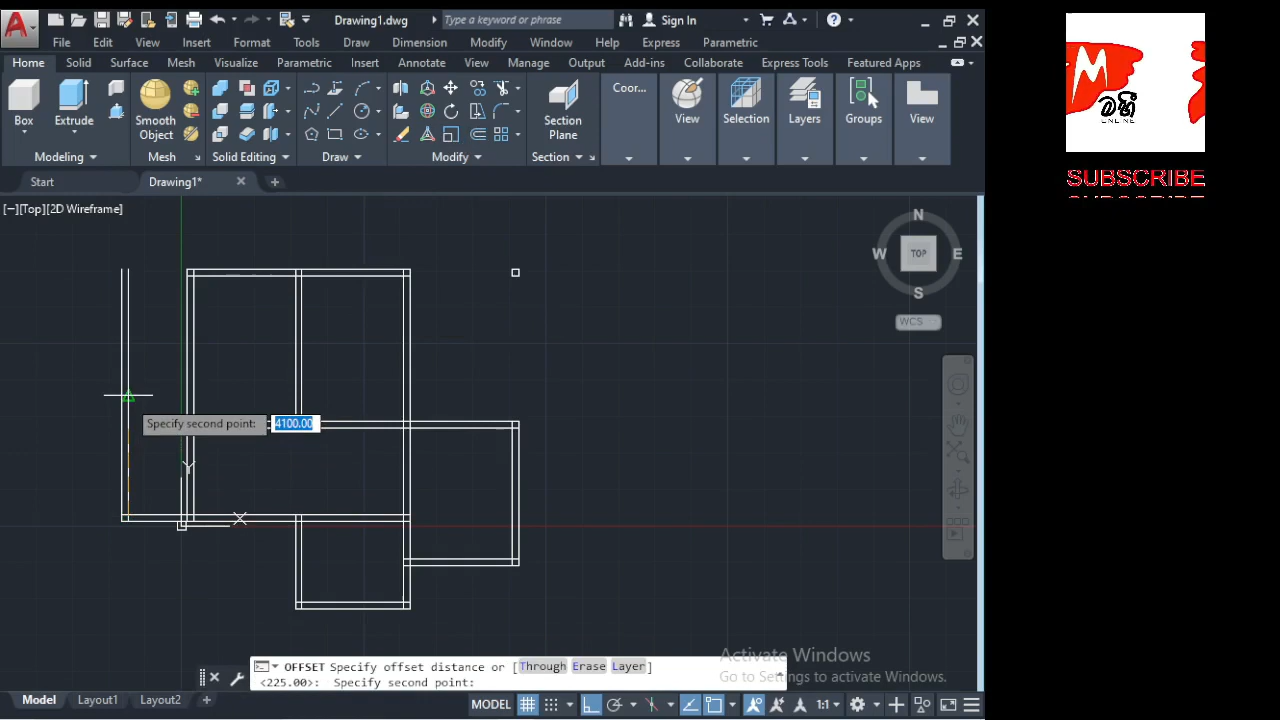 Drawing1.dwg
Type a keyword or phrase
Sign In
File Edit View Insert Format Tools Draw Dimension Modify Window Help Express Parametric
Home Solid Surface Mesh Visualize Parametric Insert Annotate View Manage Output Add-ins Collaborate Express Tools Featured Apps
Box Extrude Smooth Object Section Plane Coor... View Selection Layers Groups View
Modeling Mesh Solid Editing Draw Modify Section
Start Drawing1* +
[−][Top][2D Wireframe]
N
W TOP E
S
WCS
Specify second point: 4100.00
Y
X
OFFSET Specify offset distance or [Through Erase Layer]
<225.00>: Specify second point:
Activate Windows
Go to Settings to activate Windows.
Model Layout1 Layout2 +
MODEL 1:1
M
මහී
ONLINE
SUBSCRIBE